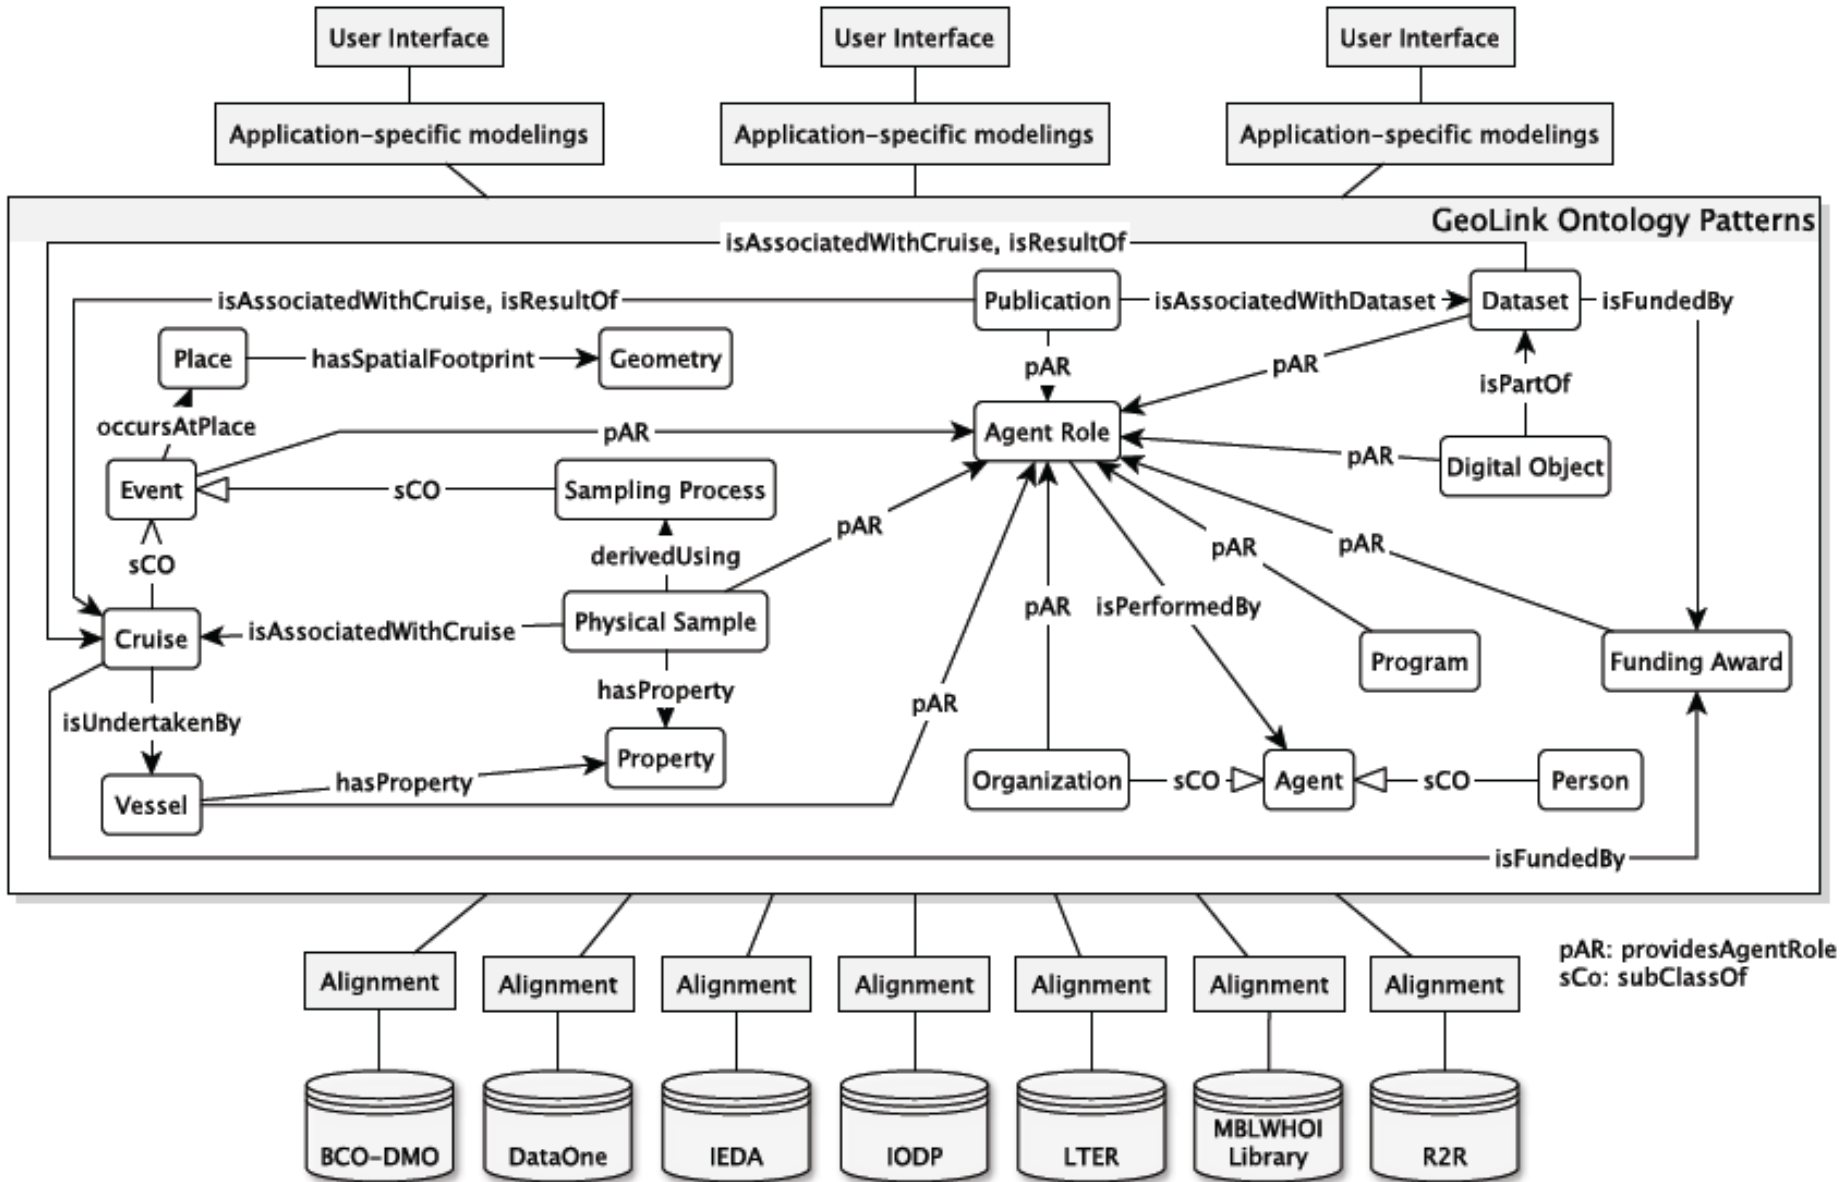 User Interface
User Interface
User Interface
Application-specific modelings
Application-specific modelings
Application-specific modelings
GeoLink Ontology Patterns
isAssociatedWithCruise, isResultOf
isAssociatedWithCruise, isResultOf
Publication
isAssociatedWithDataset
Dataset
isFundedBy
Place
hasSpatialFootprint
Geometry
pAR
pAR
isPartOf
occursAtPlace
pAR
Agent Role
pAR
Digital Object
Event
sCO
Sampling Process
pAR
derivedUsing
sCO
pAR
pAR
pAR
isPerformedBy
Cruise
isAssociatedWithCruise
Physical Sample
Program
Funding Award
hasProperty
pAR
isUndertakenBy
Property
hasProperty
Vessel
Organization
sCO
Agent
sCO
Person
isFundedBy
Alignment
Alignment
Alignment
Alignment
Alignment
Alignment
Alignment
pAR: providesAgentRole
sCo: subClassOf
BCO-DMO
DataOne
IEDA
IODP
LTER
MBLWHOI
Library
R2R